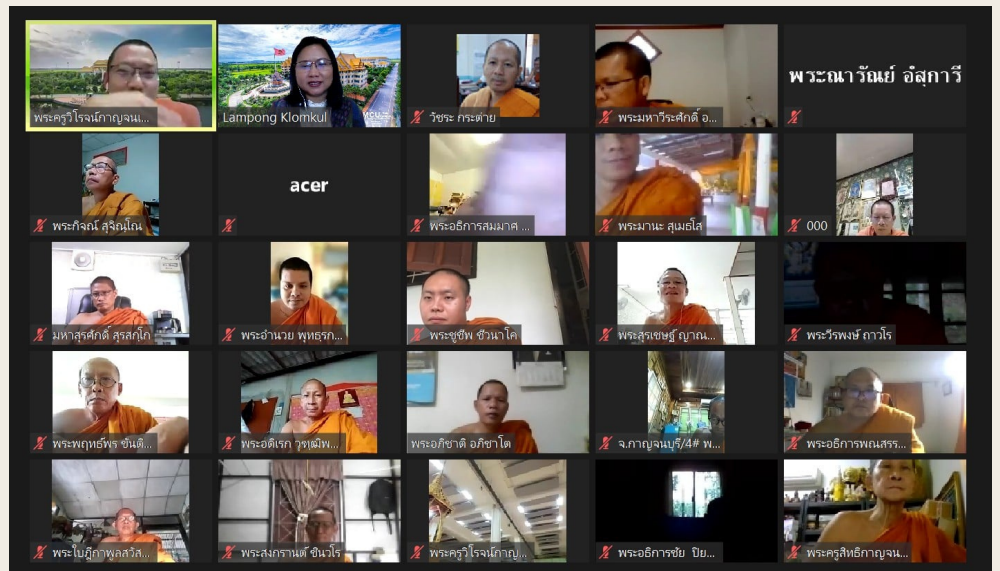 พระครูวิโรจน์กาญจนเ...
Lampong Klomkul
วัชระ กระต่าย
พระมหาวีระศักดิ์ อ...
พระณารัณย์ อํสุการี
พระกิจณ์ สุจิณฺโณ
acer
พระอธิการสมมาศ ...
พระมานะ สุเมธโส
000
มหาสุรศักดิ์ สุรสกฺโก
พระอำนวย พุทธรก...
พระชูชีพ ชีวนาโค
พระสุรเชษฐ์ ญาณ...
พระวีรพงษ์ ถาวโร
พระพฤทธ์พร ขันติ...
พระอดิเรก วุฑฺฒิพ...
พระอภิชาติ อภิชาโต
จ.กาญจนบุรี/4# พ...
พระอธิการพณสรร...
พระใบฎีกาพูลสวัส...
พระสงกรานต์ ชินวโร
พระครูวิโรจน์กาญ...
พระอธิการชัย ปิย...
พระครูสิทธิกาญจน...